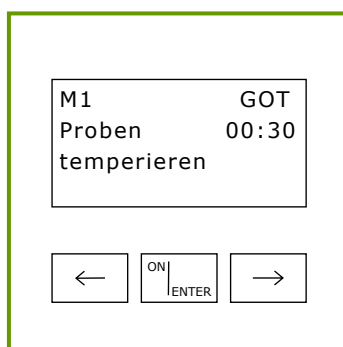 M1 GOT
Proben 00:30
temperieren
← ON ENTER →